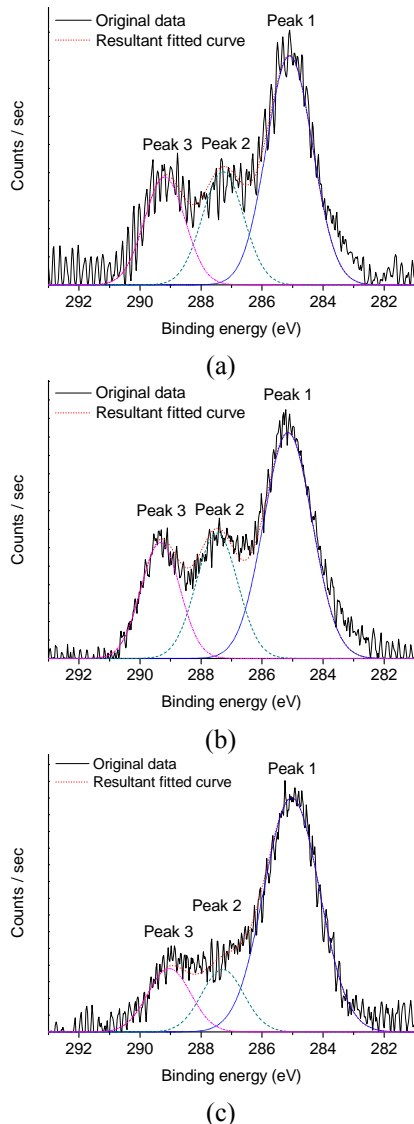 Original data
Resultant fitted curve
Peak 1
Peak 3
Peak 2
Counts / sec
292 290 288 286 284 282
Binding energy (eV)
(a)
Original data
Resultant fitted curve
Peak 1
Peak 3
Peak 2
Counts / sec
292 290 288 286 284 282
Binding energy (eV)
(b)
Original data
Resultant fitted curve
Peak 1
Peak 2
Peak 3
Counts / sec
292 290 288 286 284 282
Binding energy (eV)
(c)